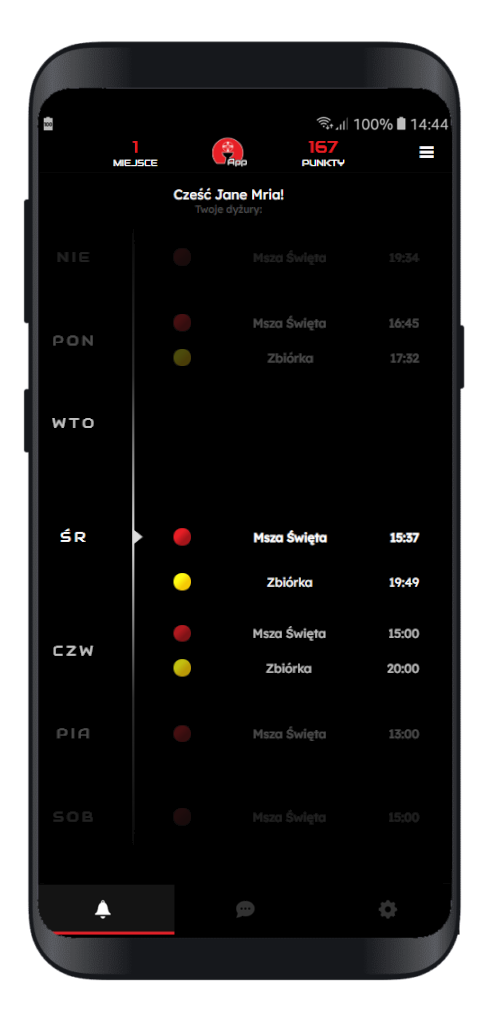 100
100% 14:44
1
MIEJSCE
App
167
PUNKTY
Cześć Jane Mria!
Twoje dyżury:
NIE Msza Święta 19:34
PON
Msza Święta 16:45
Zbiórka 17:32
WTO
ŚR Msza Święta 15:37
Zbiórka 19:49
CZW
Msza Święta 15:00
Zbiórka 20:00
PIA Msza Święta 13:00
SOB Msza Święta 15:00